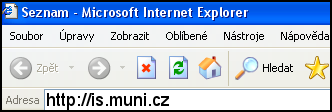 Seznam - Microsoft Internet Explorer
Soubor Úpravy Zobrazit Oblíbené Nástroje Nápověda
Zpět Hledat
Adresa http://is.muni.cz